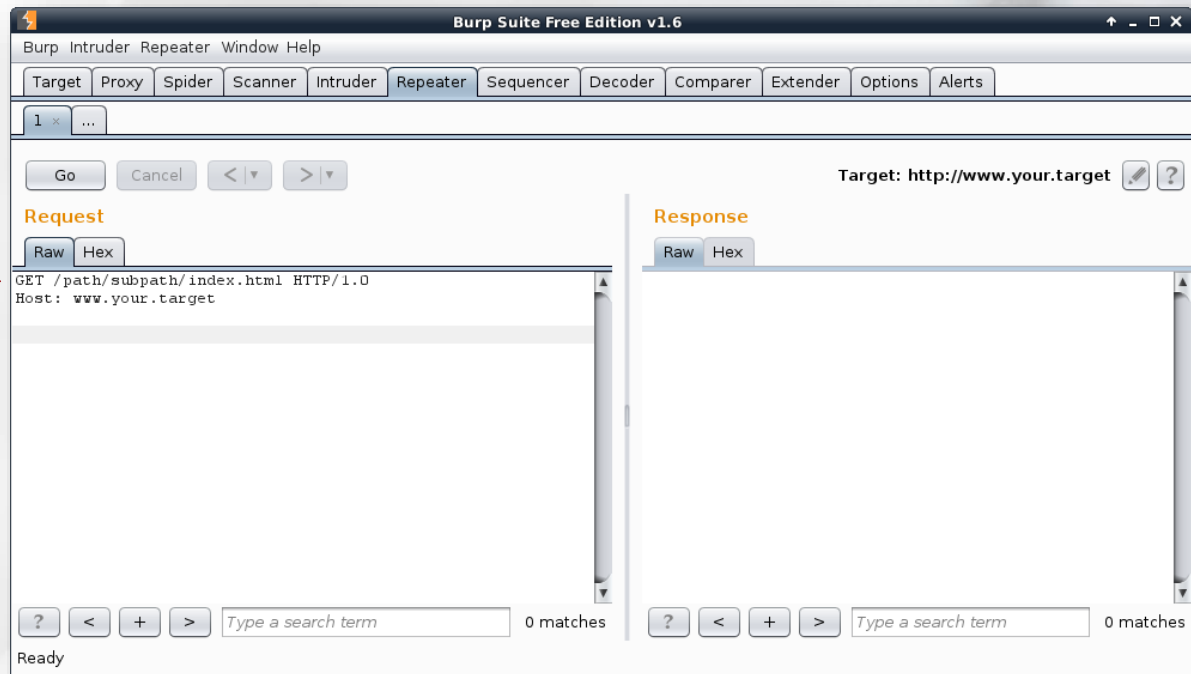 Burp Suite Free Edition v1.6
Burp Intruder Repeater Window Help
Target Proxy Spider Scanner Intruder Repeater Sequencer Decoder Comparer Extender Options Alerts
1 × ...
Go Cancel < > Target: http://www.your.target ?
Request
Raw Hex
GET /path/subpath/index.html HTTP/1.0
Host: www.your.target
? < + > Type a search term 0 matches
Response
Raw Hex
? < + > Type a search term 0 matches
Ready